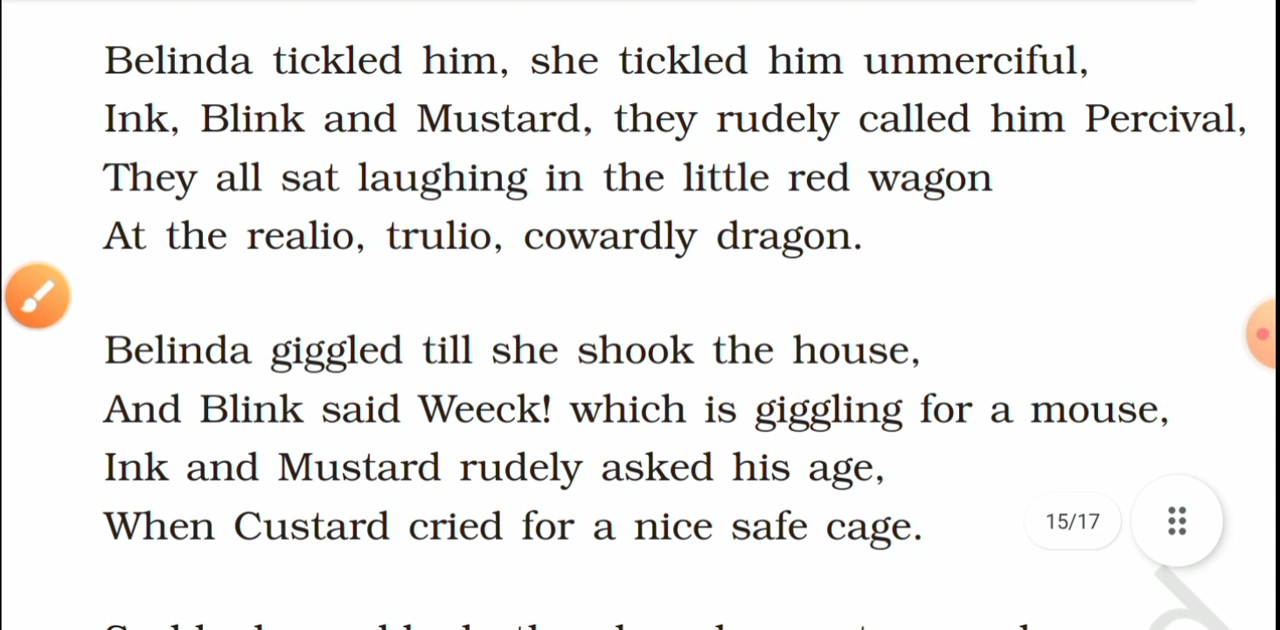 Belinda tickled him, she tickled him unmerciful,
Ink, Blink and Mustard, they rudely called him Percival,
They all sat laughing in the little red wagon
At the realio, trulio, cowardly dragon.
Belinda giggled till she shook the house,
And Blink said Weeck! which is giggling for a mouse,
Ink and Mustard rudely asked his age,
When Custard cried for a nice safe cage.
15/17